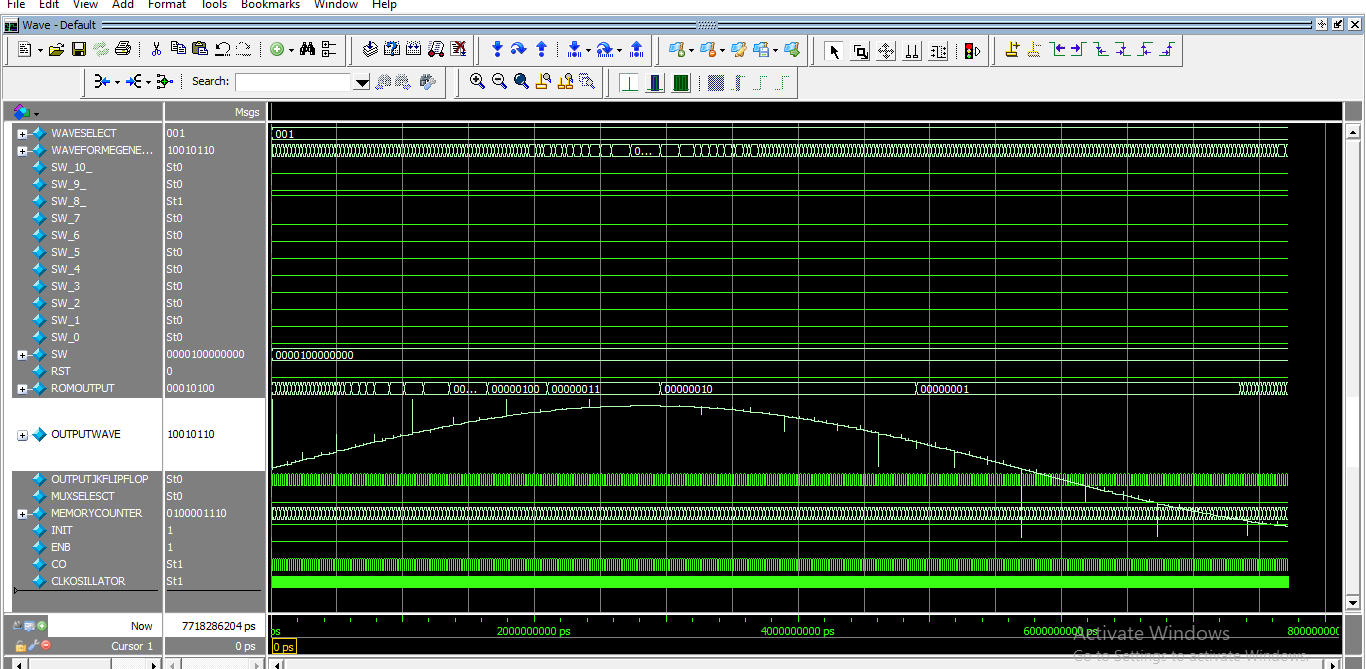 File Edit View Add Format Tools Bookmarks Window Help
Wave - Default
Search:
Msgs
WAVESELECT 001 001
WAVEFORMEGENE... 10010110 0...
SW_10_ St0
SW_9_ St0
SW_8_ St1
SW_7 St0
SW_6 St0
SW_5 St0
SW_4 St0
SW_3 St0
SW_2 St0
SW_1 St0
SW_0 St0
SW 0000100000000 0000100000000
RST 0
ROMOUTPUT 00010100 00... 00000100 00000011 00000010 00000001
OUTPUTWAVE 10010110
OUTPUTJKFLIPFLOP St0
MUXSELESCT St0
MEMORYCOUNTER 0100001110
INIT 1
ENB 1
CO St1
CLKOSILLATOR St1
Now 7718286204 ps ps 2000000000 ps 4000000000 ps 6000000000 ps 800000000
Cursor 1 0 ps 0 ps
Activate Windows
Go to Settings to activate Windows.